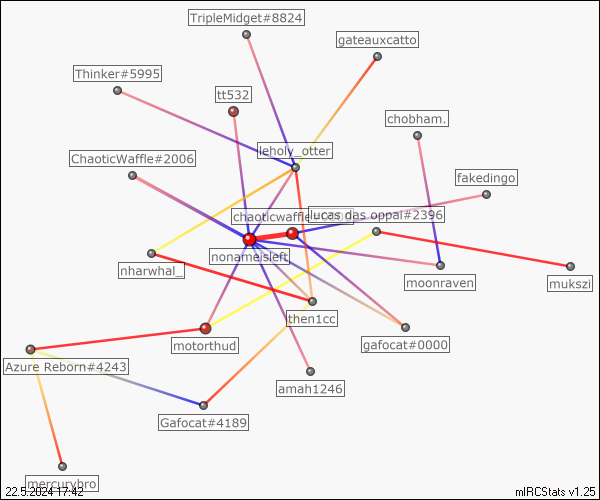 TripleMidget#8824
gateauxcatto
Thinker#5995
tt532
chobham.
leholy_otter
ChaoticWaffle#2006
fakedingo
chaoticwaffle
lucas das oppai#2396
nonameisleft
nharwhal_
moonraven
mukszi
then1cc
motorthud
gafocat#0000
Azure Reborn#4243
amah1246
Gafocat#4189
mercurybro
22.5.2024 17:42
mIRCStats v1.25